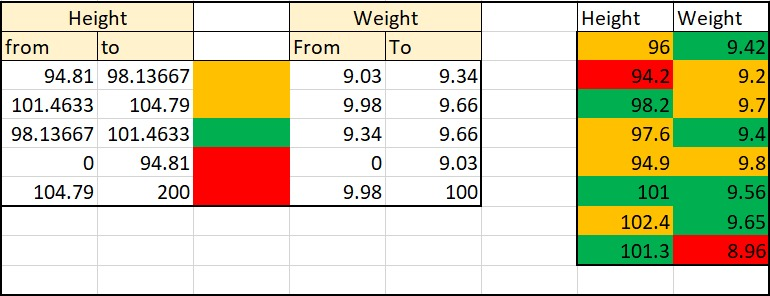 Height Weight Height Weight
from to From To 96 9.42
94.81 98.13667 9.03 9.34 94.2 9.2
101.4633 104.79 9.98 9.66 98.2 9.7
98.13667 101.4633 9.34 9.66 97.6 9.4
0 94.81 0 9.03 94.9 9.8
104.79 200 9.98 100 101 9.56
102.4 9.65
101.3 8.96